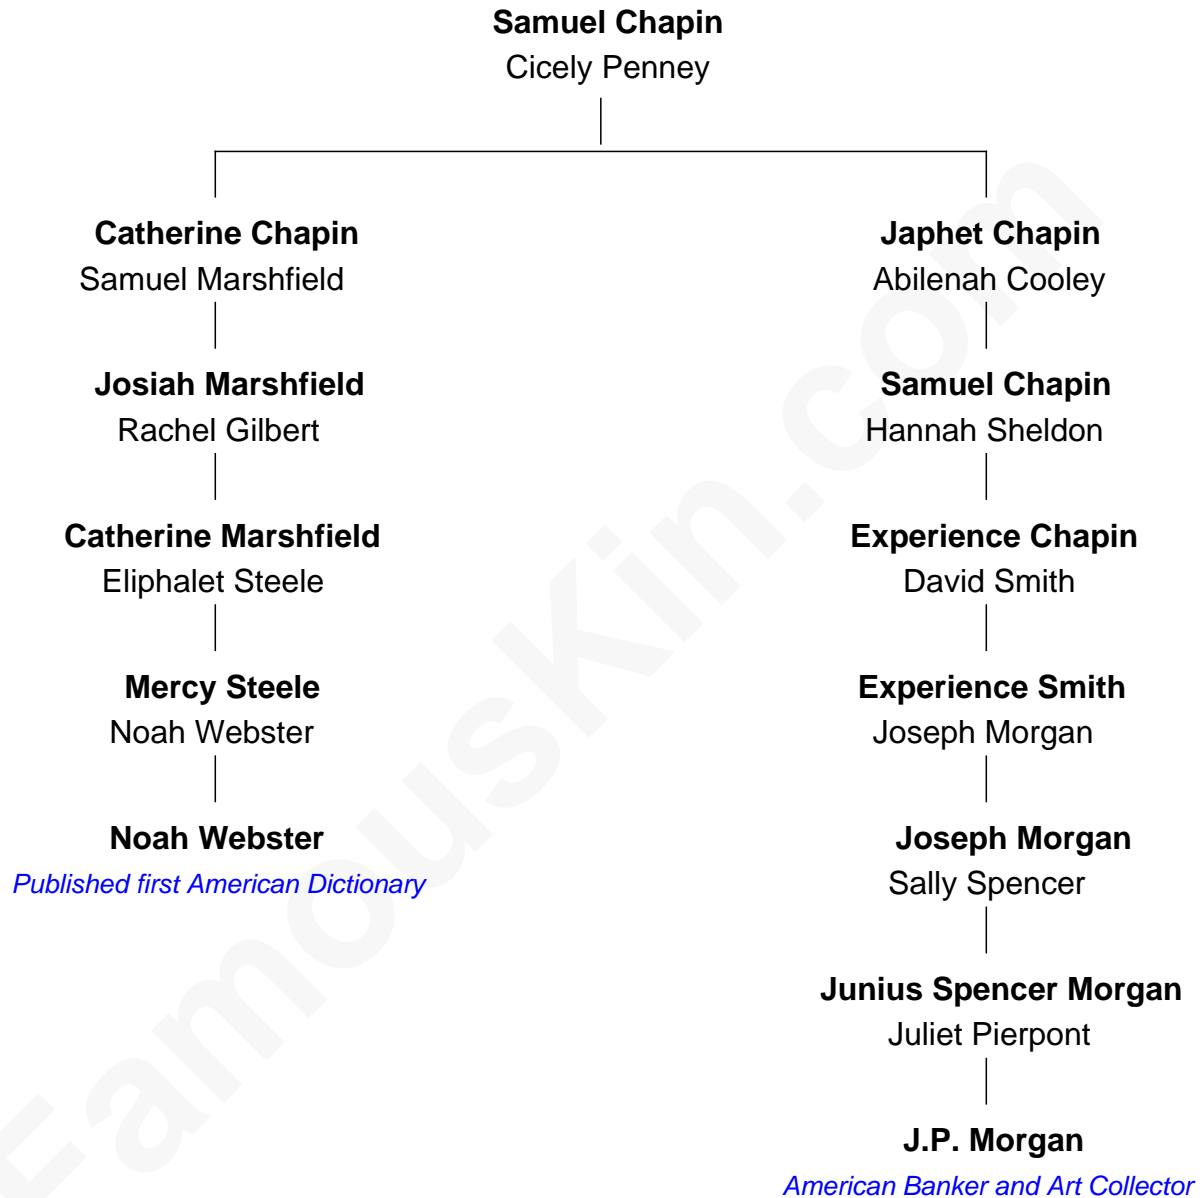 Samuel Chapin
Cicely Penney
Catherine Chapin
Samuel Marshfield
Japhet Chapin
Abilenah Cooley
Josiah Marshfield
Rachel Gilbert
Samuel Chapin
Hannah Sheldon
Catherine Marshfield
Eliphalet Steele
Experience Chapin
David Smith
Mercy Steele
Noah Webster
Experience Smith
Joseph Morgan
Noah Webster
Published first American Dictionary
Joseph Morgan
Sally Spencer
Junius Spencer Morgan
Juliet Pierpont
J.P. Morgan
American Banker and Art Collector
FamousKin.com